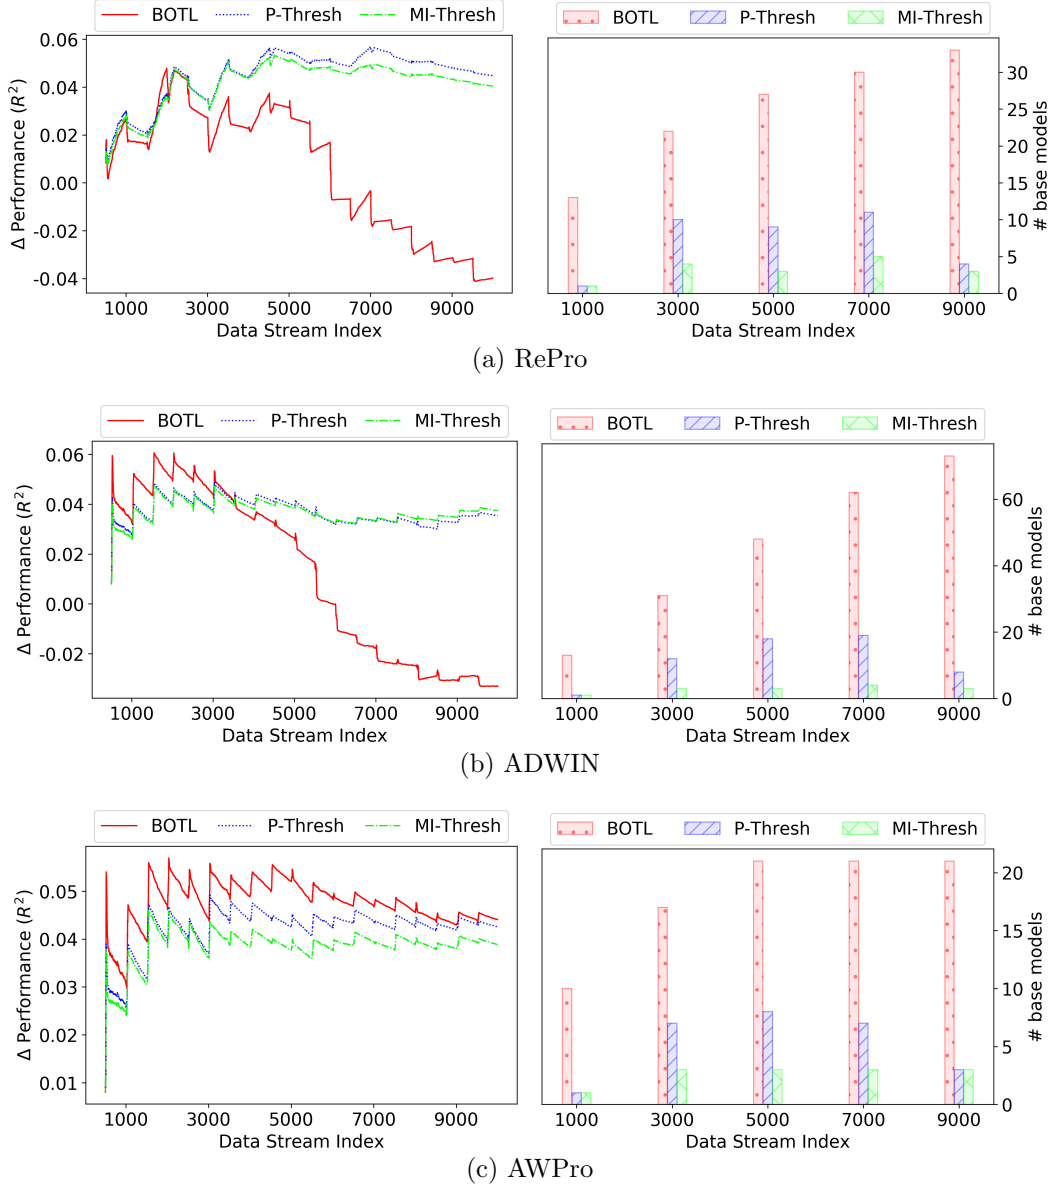 BOTL P-Thresh MI-Thresh
0.06
0.04
0.02
0.00
-0.02
-0.04
Δ Performance (R²)
1000 3000 5000 7000 9000
Data Stream Index
BOTL P-Thresh MI-Thresh
30
25
20
15
10
5
0
# base models
1000 3000 5000 7000 9000
Data Stream Index
(a) RePro
BOTL P-Thresh MI-Thresh
0.06
0.04
0.02
0.00
-0.02
Δ Performance (R²)
1000 3000 5000 7000 9000
Data Stream Index
BOTL P-Thresh MI-Thresh
60
40
20
0
# base models
1000 3000 5000 7000 9000
Data Stream Index
(b) ADWIN
BOTL P-Thresh MI-Thresh
0.05
0.04
0.03
0.02
0.01
Δ Performance (R²)
1000 3000 5000 7000 9000
Data Stream Index
BOTL P-Thresh MI-Thresh
20
15
10
5
0
# base models
1000 3000 5000 7000 9000
Data Stream Index
(c) AWPro